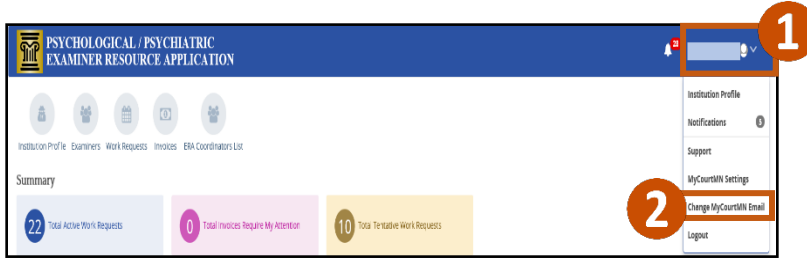 PSYCHOLOGICAL / PSYCHIATRIC
EXAMINER RESOURCE APPLICATION
1
Institution Profile
Examiners
Work Requests
Invoices
ERA Coordinators List
Institution Profile
Notifications
Support
MyCourtMN Settings
2
Change MyCourtMN Email
Logout
Summary
22 Total Active Work Requests
0 Total Invoices Require My Attention
10 Total Tentative Work Requests